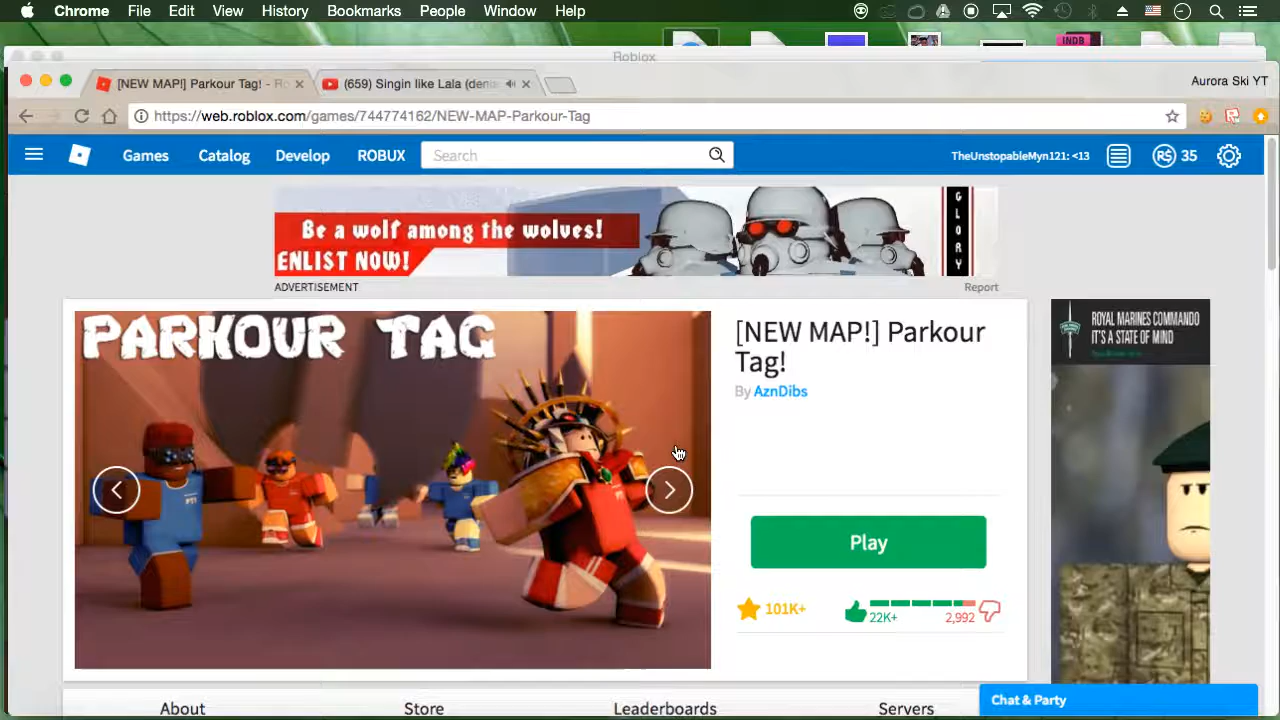 Chrome File Edit View History Bookmarks People Window Help
INDB
Roblox
[NEW MAP!] Parkour Tag! - Ro
(659) Singin like Lala (denis
Aurora Ski YT
https://web.roblox.com/games/744774162/NEW-MAP-Parkour-Tag
Games Catalog Develop ROBUX Search TheUnstopableMyn121: <13 R$ 35
Be a wolf among the wolves!
ENLIST NOW!
GLORY
ADVERTISEMENT Report
PARKOUR TAG
[NEW MAP!] Parkour
Tag!
By AznDibs
Play
101K+
22K+ 2,992
ROYAL MARINES COMMANDO
IT'S A STATE OF MIND
About Store Leaderboards Servers
Chat & Party